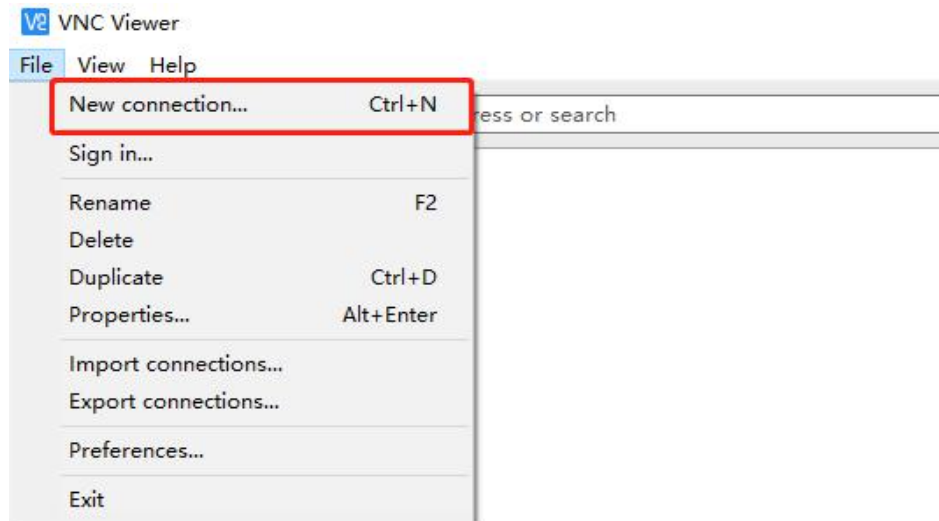 VNC Viewer
File View Help
New connection... Ctrl+N
ress or search
Sign in...
Rename F2
Delete
Duplicate Ctrl+D
Properties... Alt+Enter
Import connections...
Export connections...
Preferences...
Exit